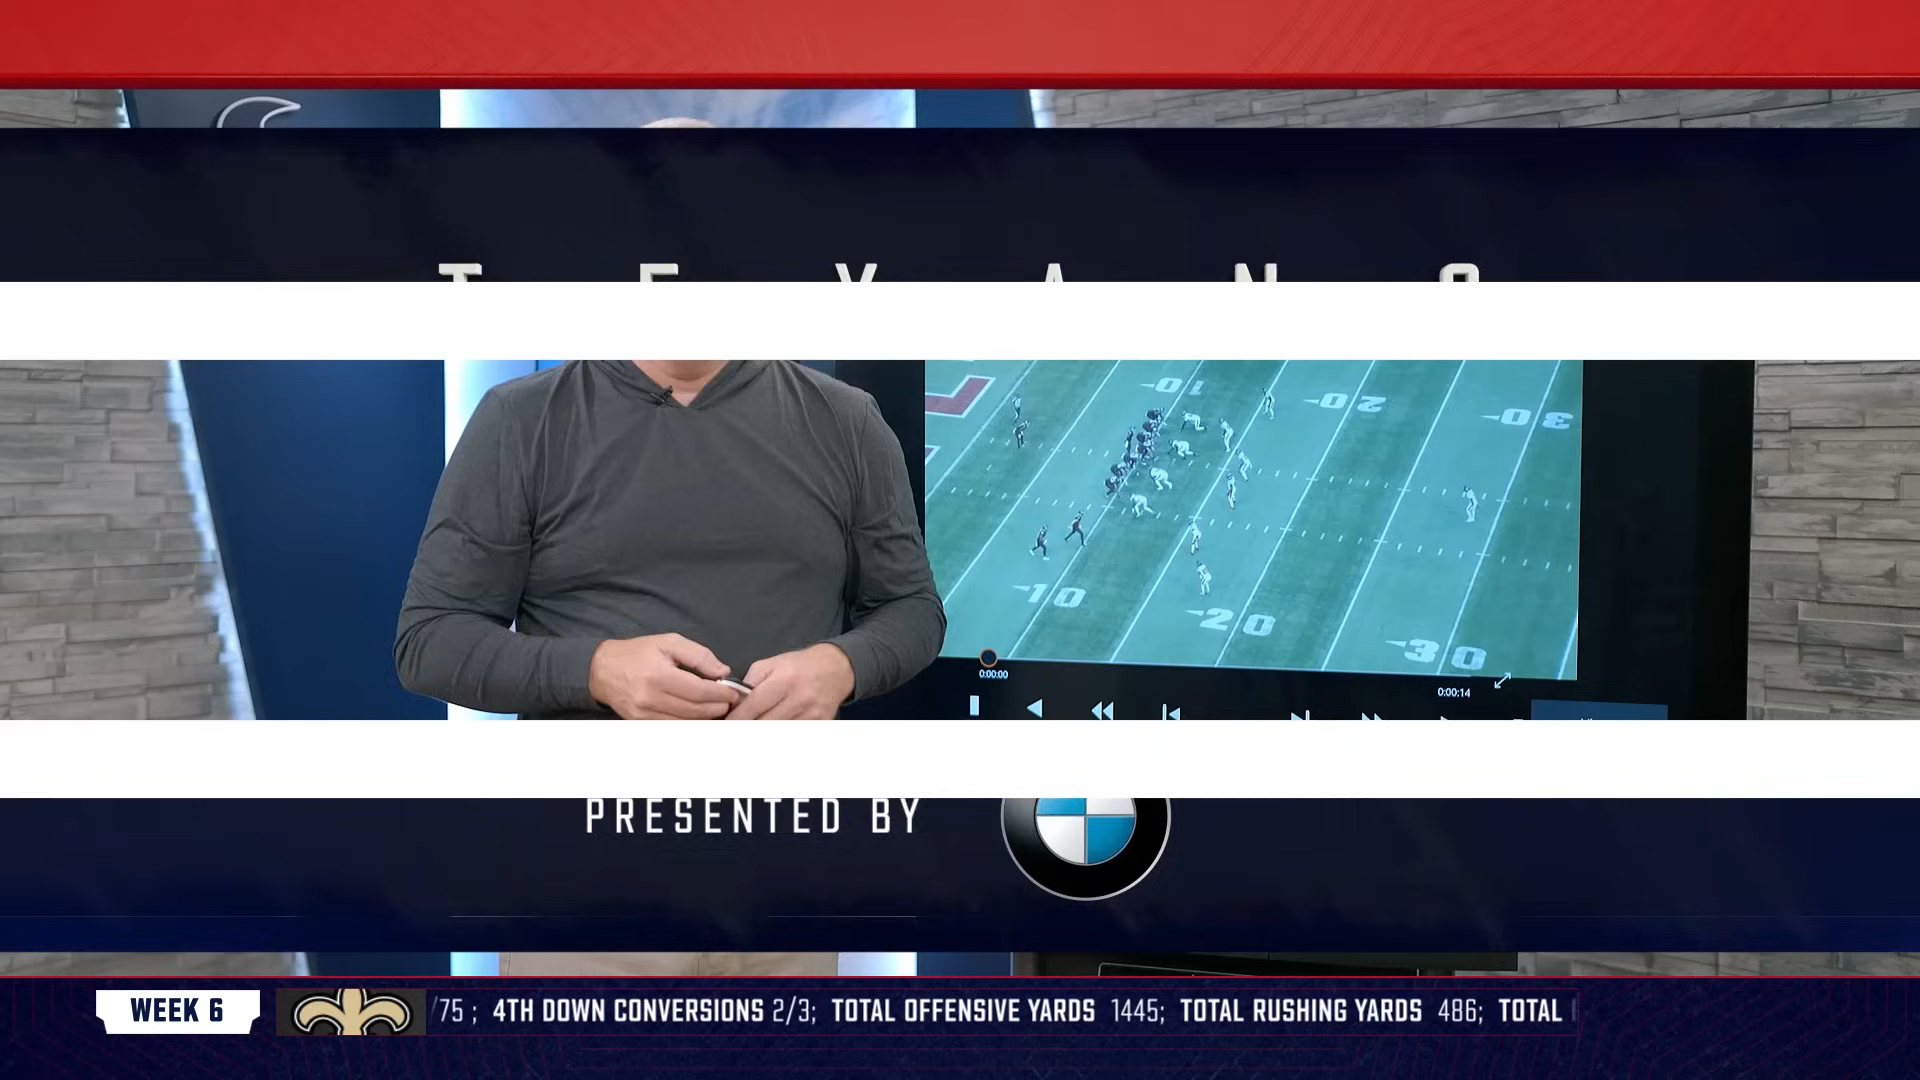 TEXANS
10
20
30
10
20
30
0:00:00
0:00:14
PRESENTED BY
WEEK 6
/75 ; 4TH DOWN CONVERSIONS 2/3; TOTAL OFFENSIVE YARDS 1445; TOTAL RUSHING YARDS 486; TOTAL